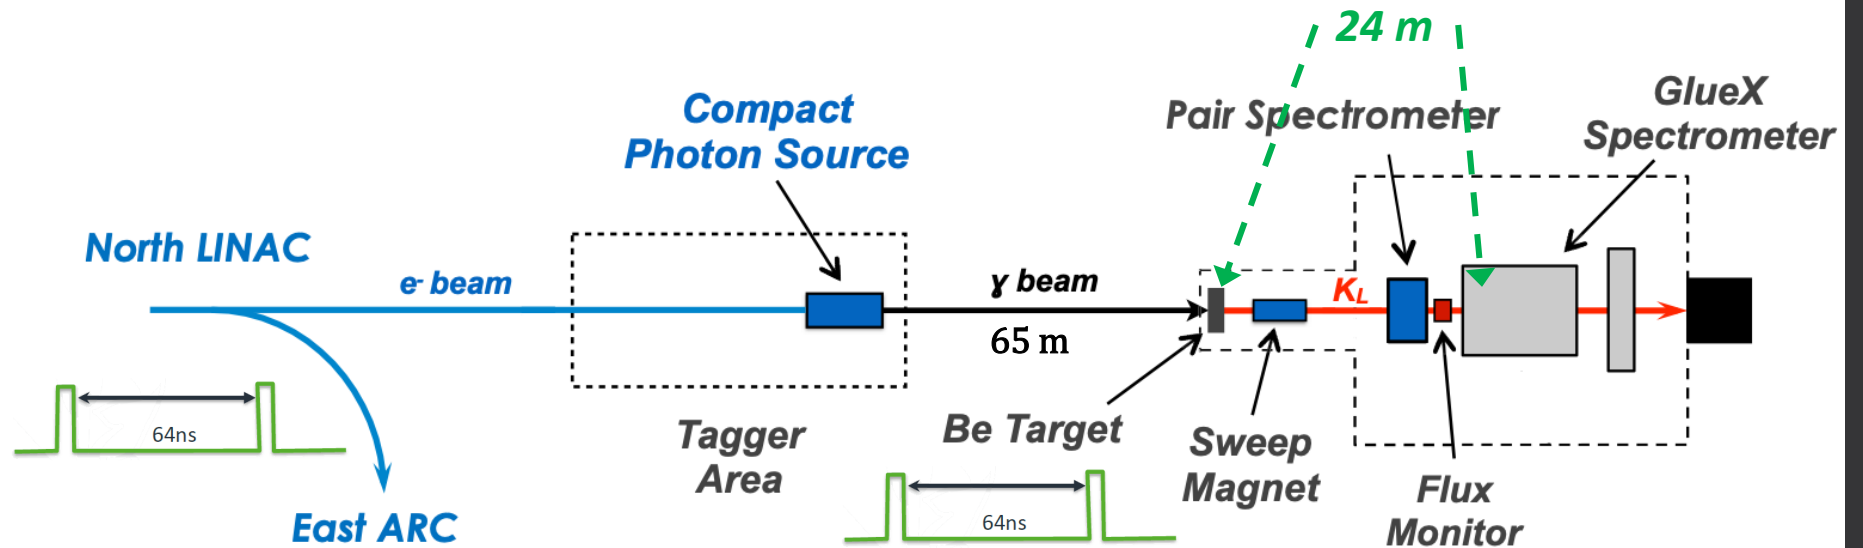 24 m
Compact
Photon Source
Pair Spectrometer
GlueX
Spectrometer
North LINAC
e- beam
γ beam
65 m
KL
64ns
East ARC
Tagger
Area
Be Target
64ns
Sweep
Magnet
Flux
Monitor